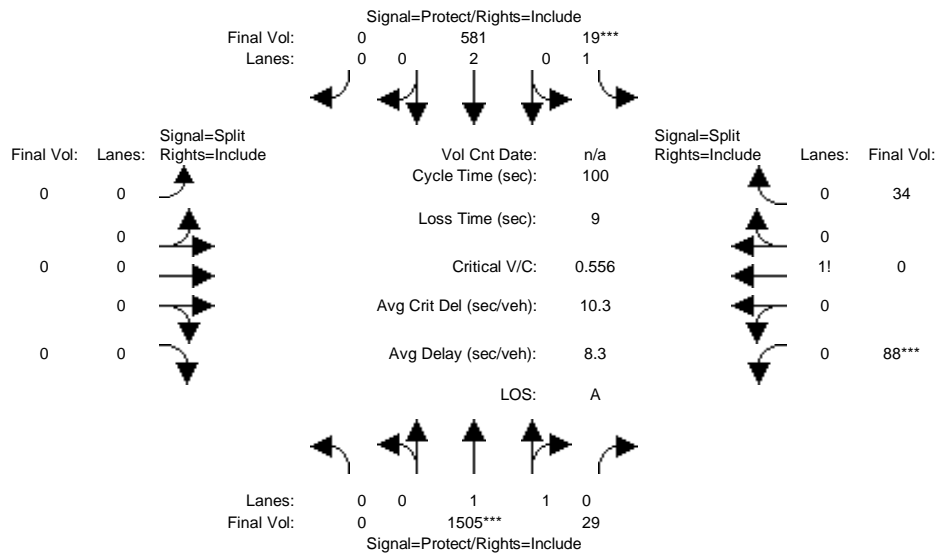 Signal=Protect/Rights=Include
Final Vol: 0 581 19***
Lanes: 0 0 2 0 1
Signal=Split Signal=Split
Final Vol: Lanes: Rights=Include Vol Cnt Date: n/a Rights=Include Lanes: Final Vol:
Cycle Time (sec): 100
0 0 0 34
Loss Time (sec): 9
0 0
0 0 Critical V/C: 0.556 1! 0
0 Avg Crit Del (sec/veh): 10.3 0
0 0 Avg Delay (sec/veh): 8.3 0 88***
LOS: A
Lanes: 0 0 1 1 0
Final Vol: 0 1505*** 29
Signal=Protect/Rights=Include